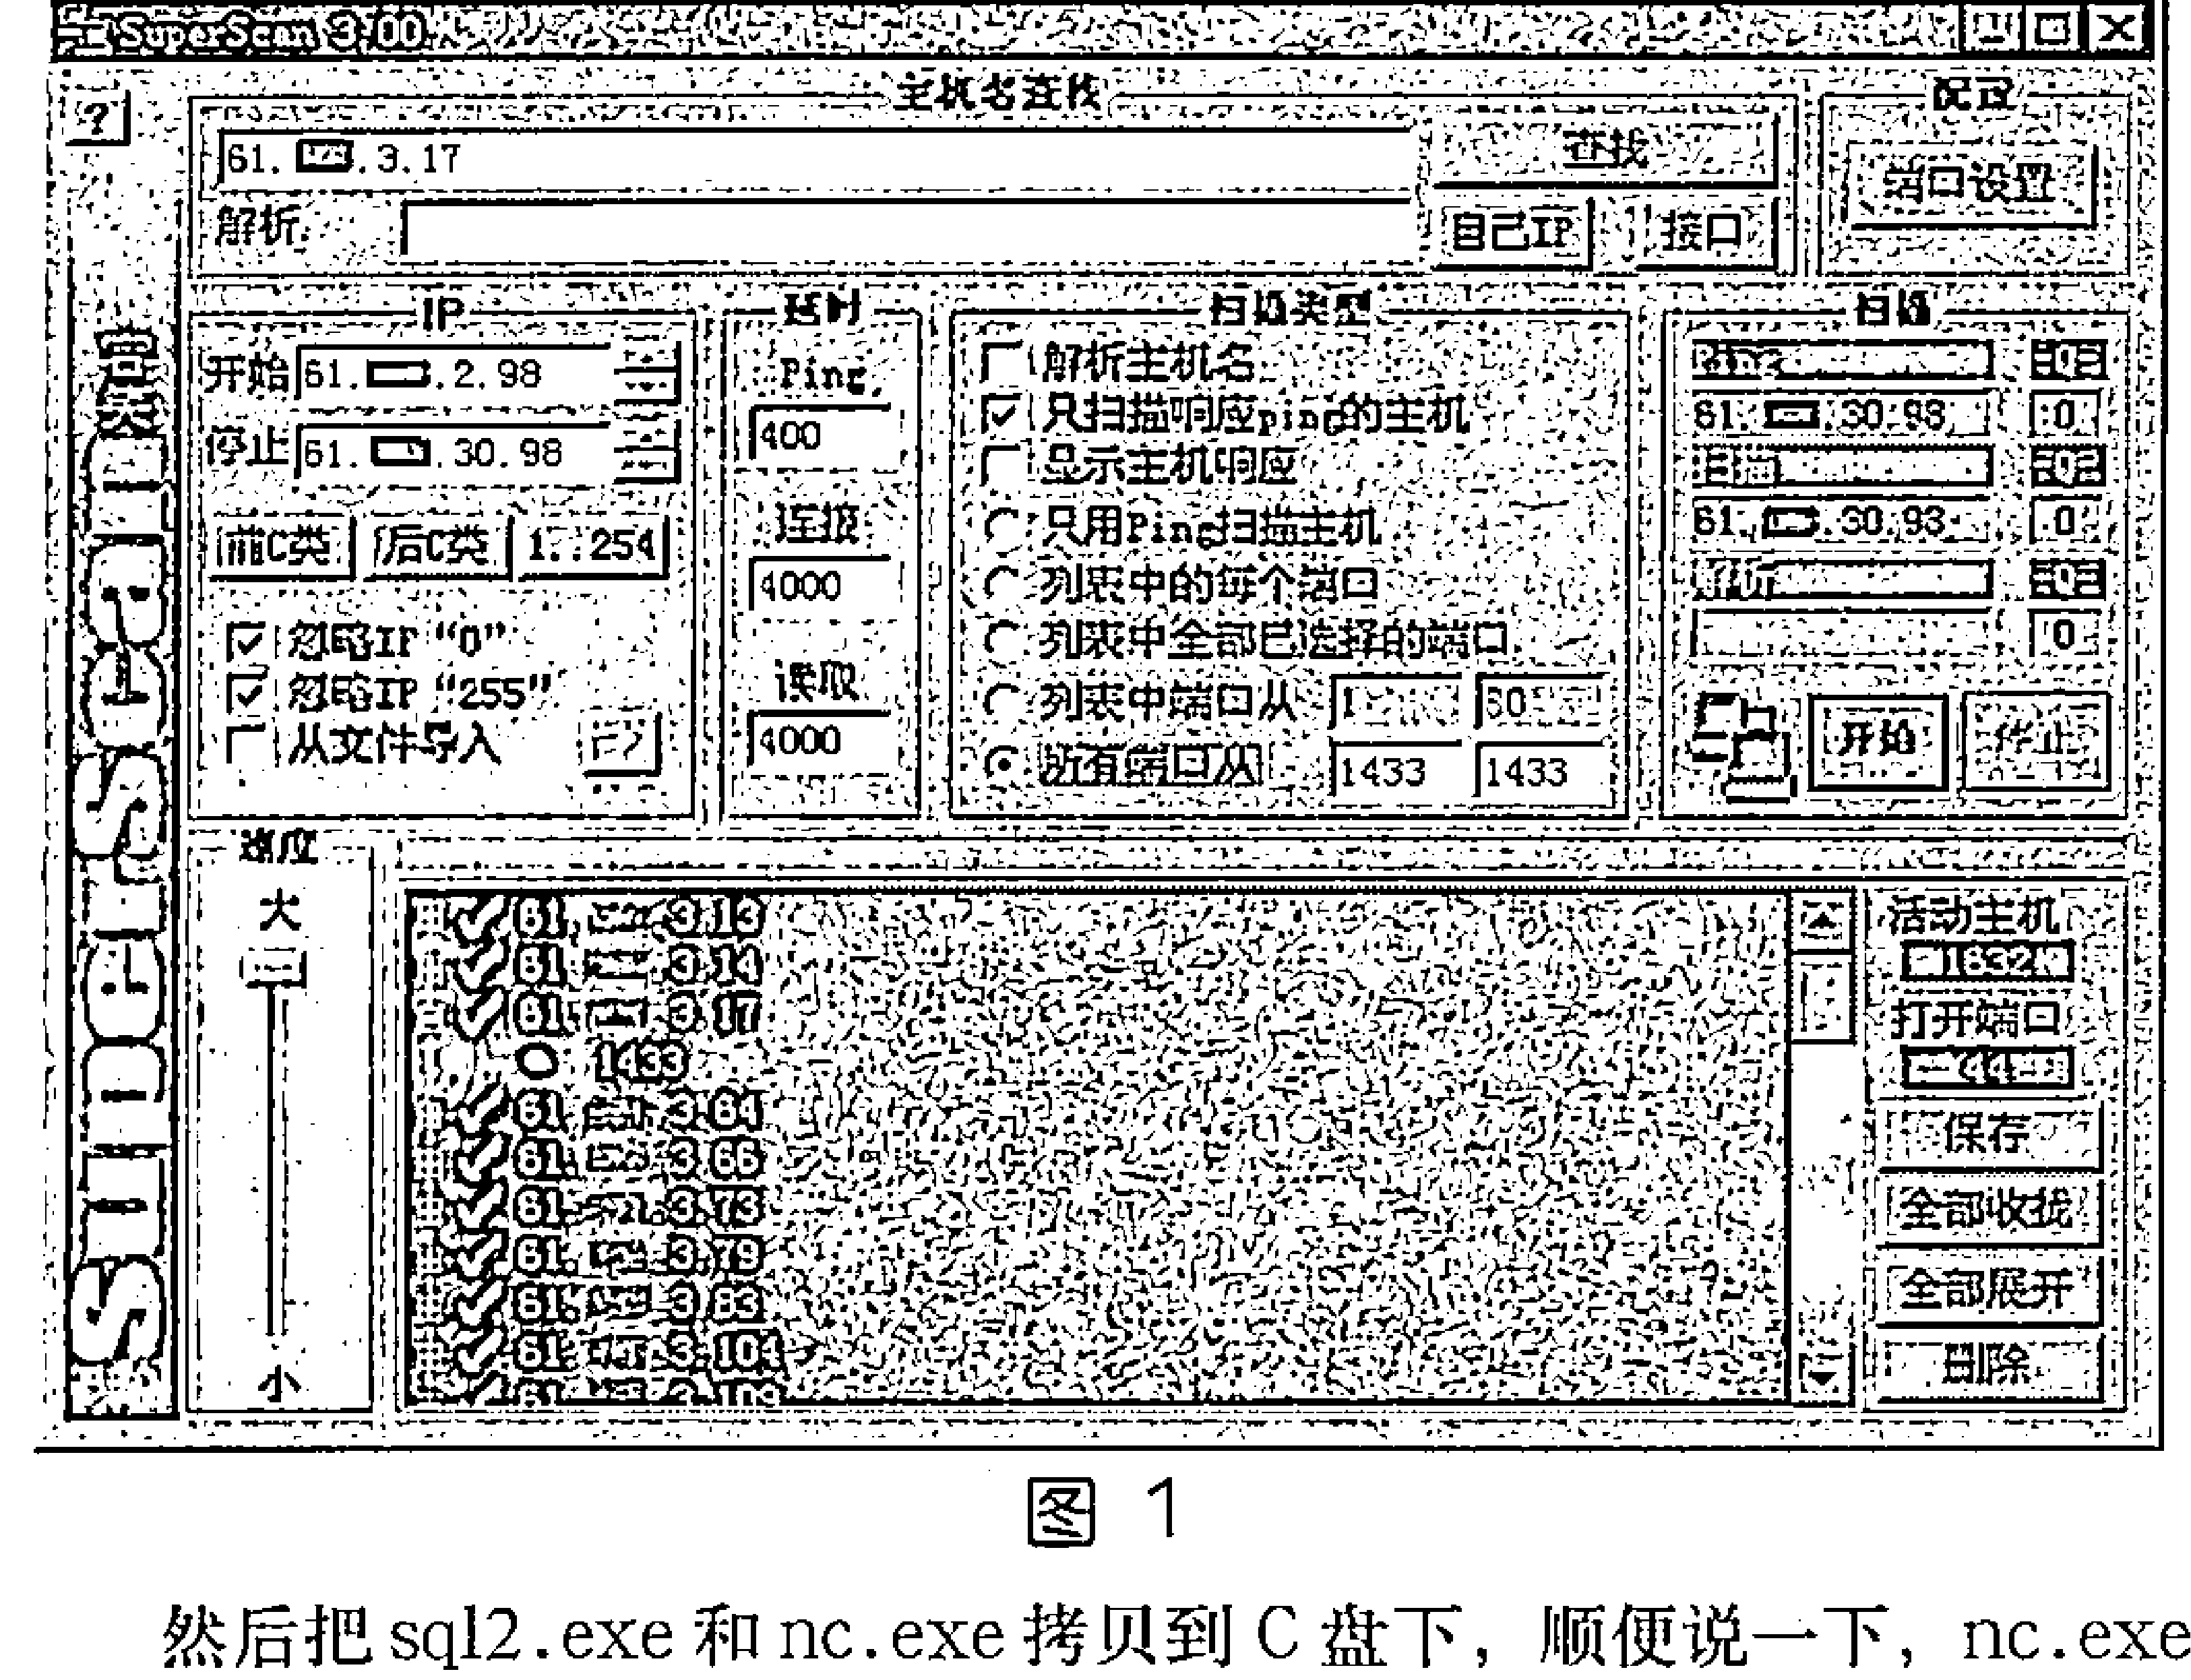 SuperScan 3.00
?
主机名查找
61. .3.17
查找
解析
自己IP
接口
配置
端口设置
IP
开始 61. .2.98
停止 61. .30.98
前C类 后C类 1..254
忽略IP “0”
忽略IP “255”
从文件导入
延时
Ping
400
连接
4000
读取
4000
扫描类型
解析主机名
只扫描响应ping的主机
显示主机响应
只用Ping扫描主机
列表中的每个端口
列表中全部已选择的端口
列表中端口从 1
所有端口从 1433 1433
扫描
Ping
61. .30.98 0
扫描
61. .30.98 0
解析
0
开始 停止
速度
大
小
61. .3.13
61. .3.14
61. .3.17
1433
61. .3.64
61. .3.66
61. .3.73
61. .3.79
61. .3.83
61. .3.104
活动主机
1832
打开端口
44
保存
全部收拢
全部展开
删除
图 1
然后把 sql2.exe 和 nc.exe 拷贝到 C 盘下，顺便说一下，nc.exe